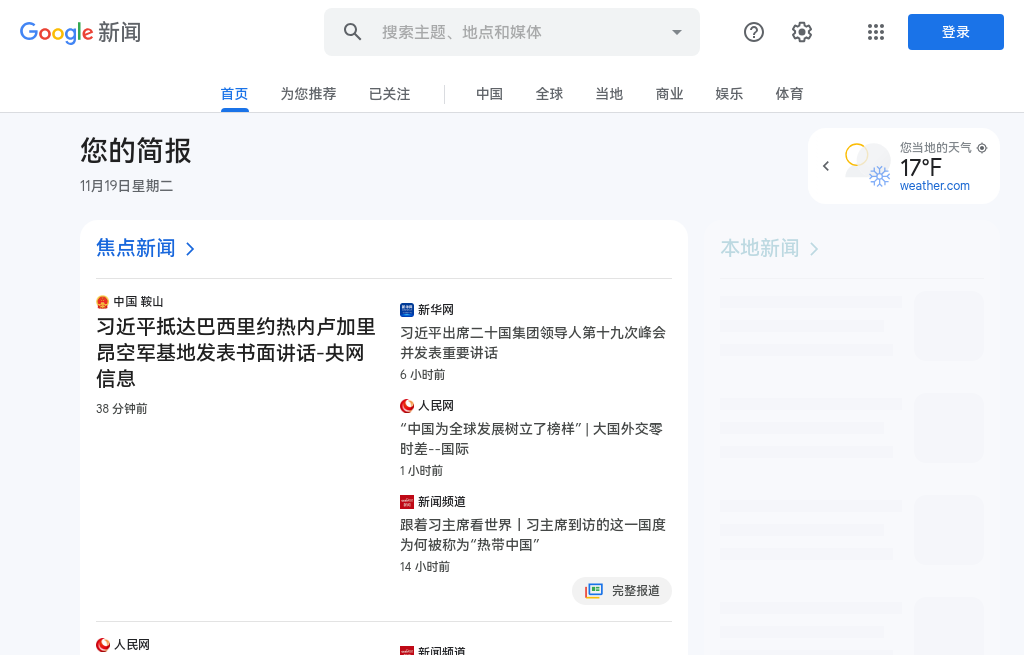 Google 新闻
搜索主题、地点和媒体
登录
首页
为您推荐
已关注
中国
全球
当地
商业
娱乐
体育
您的简报
11月19日星期二
您当地的天气
17°F
weather.com
焦点新闻
本地新闻
中国 鞍山
习近平抵达巴西里约热内卢加里
昂空军基地发表书面讲话-央网
信息
38 分钟前
新华网
习近平出席二十国集团领导人第十九次峰会
并发表重要讲话
6 小时前
人民网
“中国为全球发展树立了榜样” | 大国外交零
时差--国际
1 小时前
新闻频道
跟着习主席看世界丨习主席到访的这一国度
为何被称为“热带中国”
14 小时前
完整报道
人民网
新闻频道